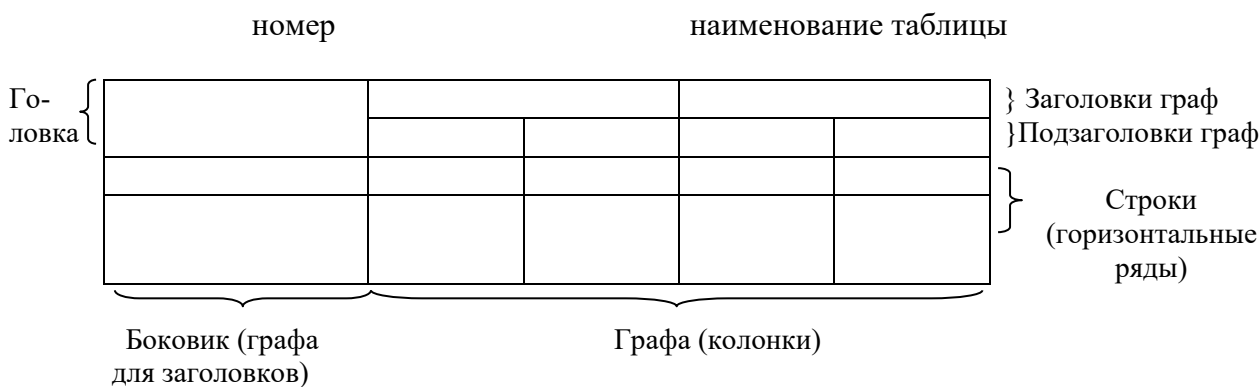 номер наименование таблицы
Го-
ловка
} Заголовки граф
}Подзаголовки граф
Строки
(горизонтальные
ряды)
Боковик (графа
для заголовков)
Графа (колонки)